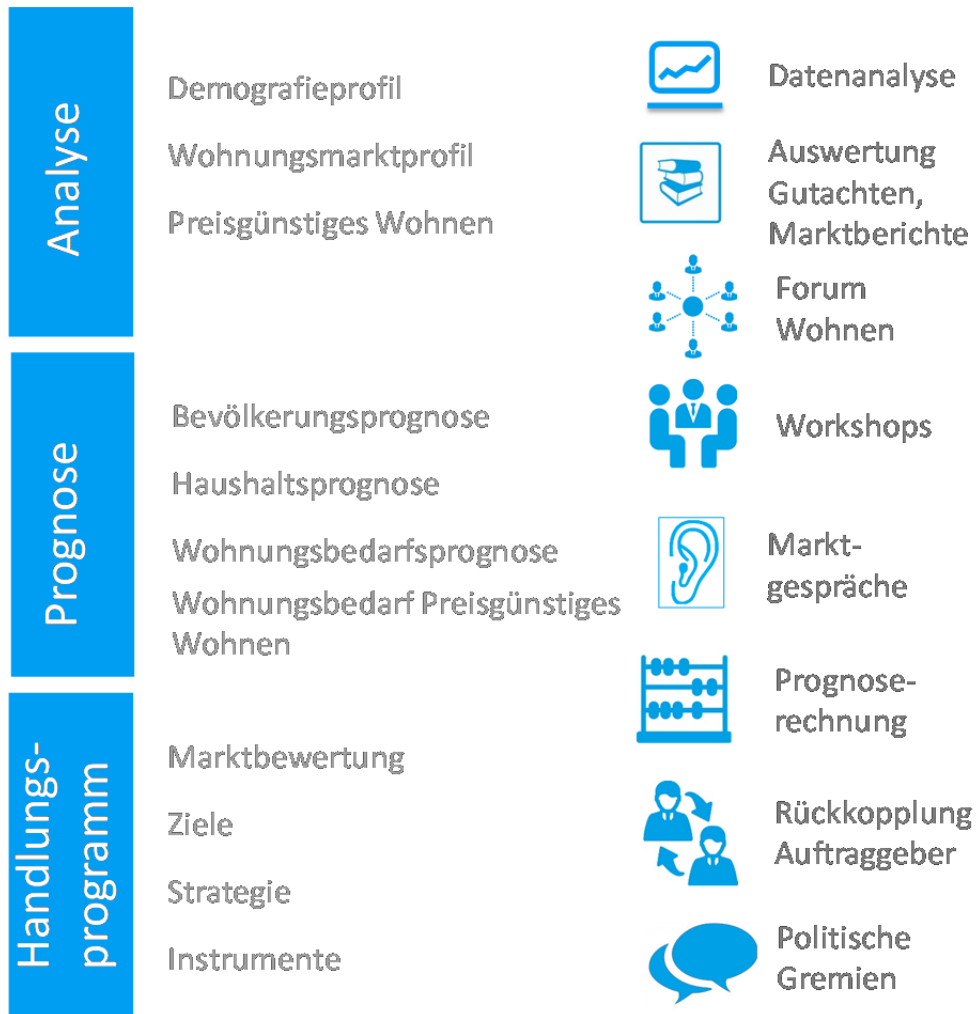 Analyse
Demografieprofil
Wohnungsmarktprofil
Preisgünstiges Wohnen
Prognose
Bevölkerungsprognose
Haushaltsprognose
Wohnungsbedarfsprognose
Wohnungsbedarf Preisgünstiges
Wohnen
Handlungs-
programm
Marktbewertung
Ziele
Strategie
Instrumente
Datenanalyse
Auswertung
Gutachten,
Marktberichte
Forum
Wohnen
Workshops
Markt-
gespräche
Prognose-
rechnung
Rückkopplung
Auftraggeber
Politische
Gremien